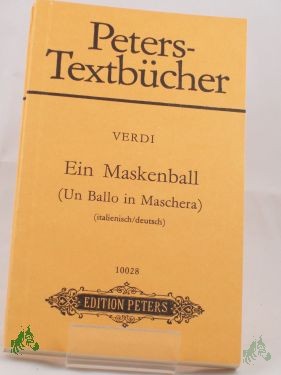 Peters-
Textbücher
VERDI
Ein Maskenball
(Un Ballo in Maschera)
(italienisch/deutsch)
10028
EDITION PETERS